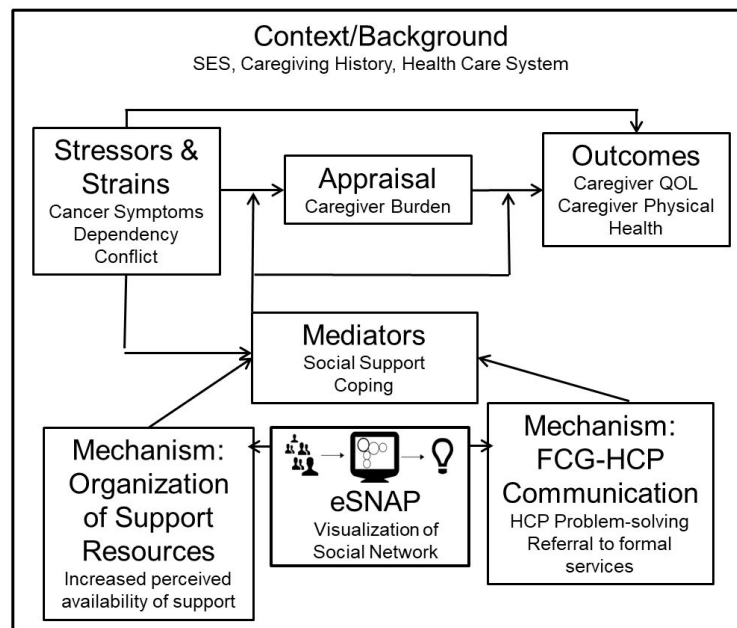 Context/Background
SES, Caregiving History, Health Care System
Stressors &
Strains
Cancer Symptoms
Dependency
Conflict
Appraisal
Caregiver Burden
Outcomes
Caregiver QOL
Caregiver Physical
Health
Mediators
Social Support
Coping
Mechanism:
Organization
of Support
Resources
Increased perceived
availability of support
eSNAP
Visualization of
Social Network
Mechanism:
FCG-HCP
Communication
HCP Problem-solving
Referral to formal
services